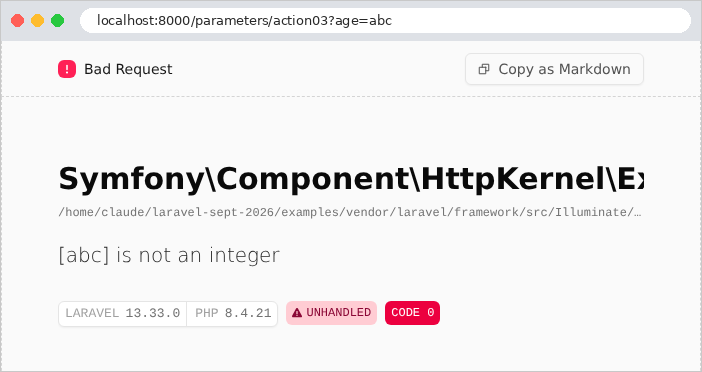 localhost:8000/parameters/action03?age=abc
! Bad Request
Copy as Markdown
Symfony\Component\HttpKernel\Ex
/home/claude/laravel-sept-2026/examples/vendor/laravel/framework/src/Illuminate/…
[abc] is not an integer
LARAVEL 13.33.0 PHP 8.4.21 UNHANDLED CODE 0